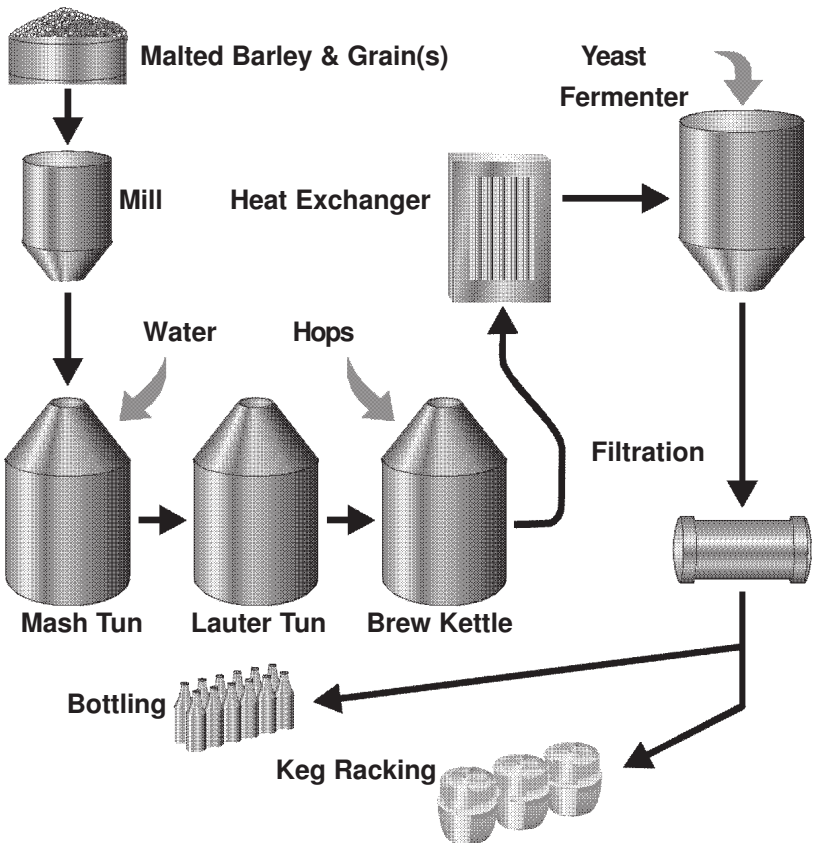 Malted Barley & Grain(s)
Yeast
Fermenter
Mill
Heat Exchanger
Water
Hops
Filtration
Mash Tun
Lauter Tun
Brew Kettle
Bottling
Keg Racking